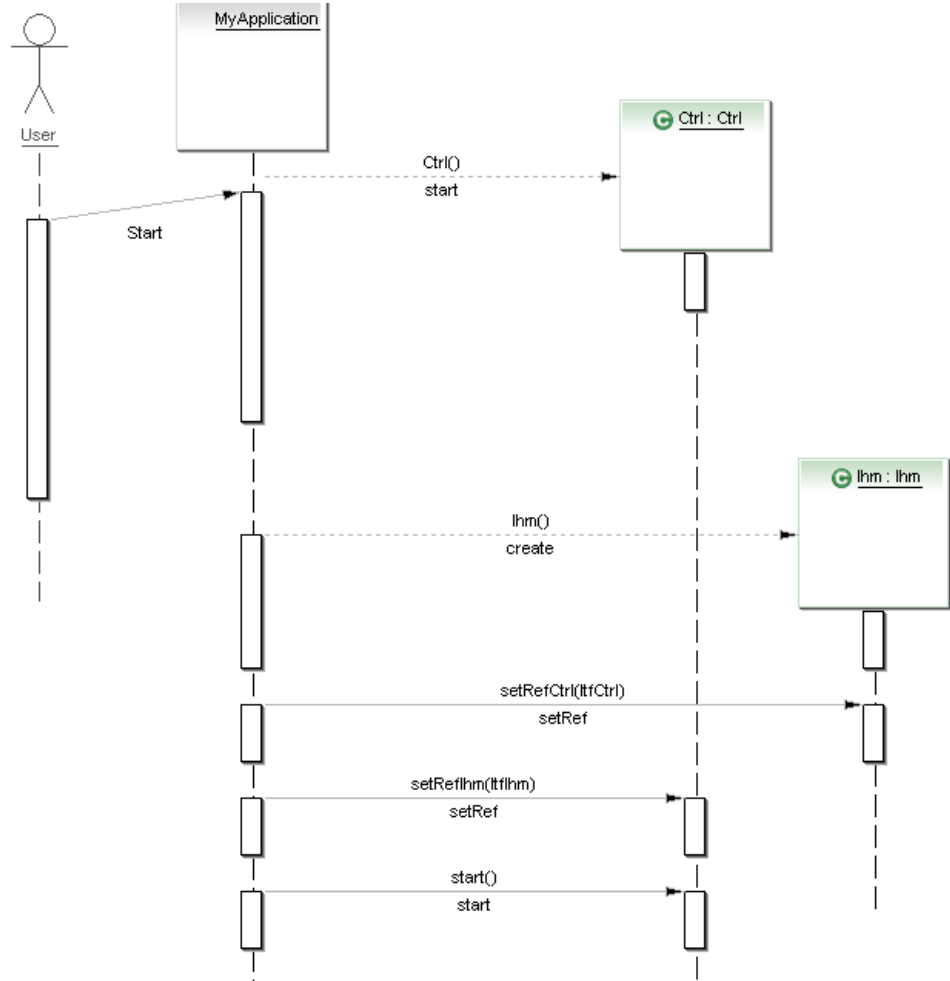 MyApplication
User
C Ctrl : Ctrl
Ctrl()
start
Start
C Ihm : Ihm
Ihm()
create
setRefCtrl(ItfCtrl)
setRef
setRefIhm(ItfIhm)
setRef
start()
start